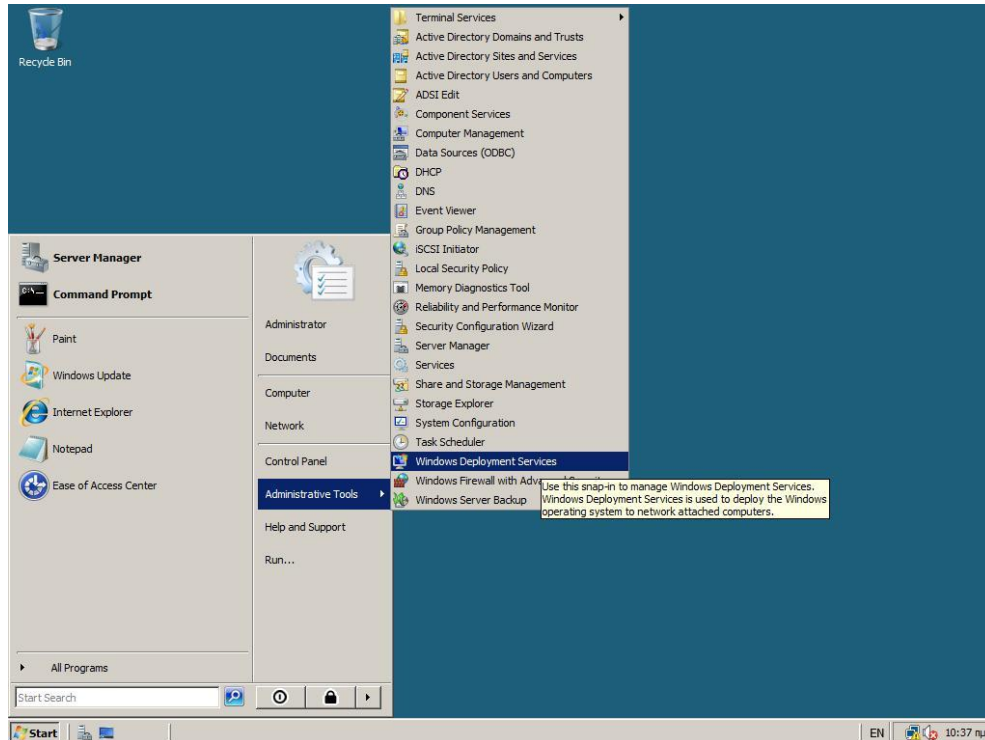 Recycle Bin
Terminal Services
Active Directory Domains and Trusts
Active Directory Sites and Services
Active Directory Users and Computers
ADSI Edit
Component Services
Computer Management
Data Sources (ODBC)
DHCP
DNS
Event Viewer
Group Policy Management
iSCSI Initiator
Local Security Policy
Memory Diagnostics Tool
Reliability and Performance Monitor
Security Configuration Wizard
Server Manager
Services
Share and Storage Management
Storage Explorer
System Configuration
Task Scheduler
Windows Deployment Services
Windows Firewall with
Windows Server Backup
Use this snap-in to manage Windows Deployment Services.
Windows Deployment Services is used to deploy the Windows
operating system to network attached computers.
Server Manager
Command Prompt
Paint
Windows Update
Internet Explorer
Notepad
Ease of Access Center
All Programs
Start Search
Administrator
Documents
Computer
Network
Control Panel
Administrative Tools
Help and Support
Run...
Start
EN
10:37 πμ